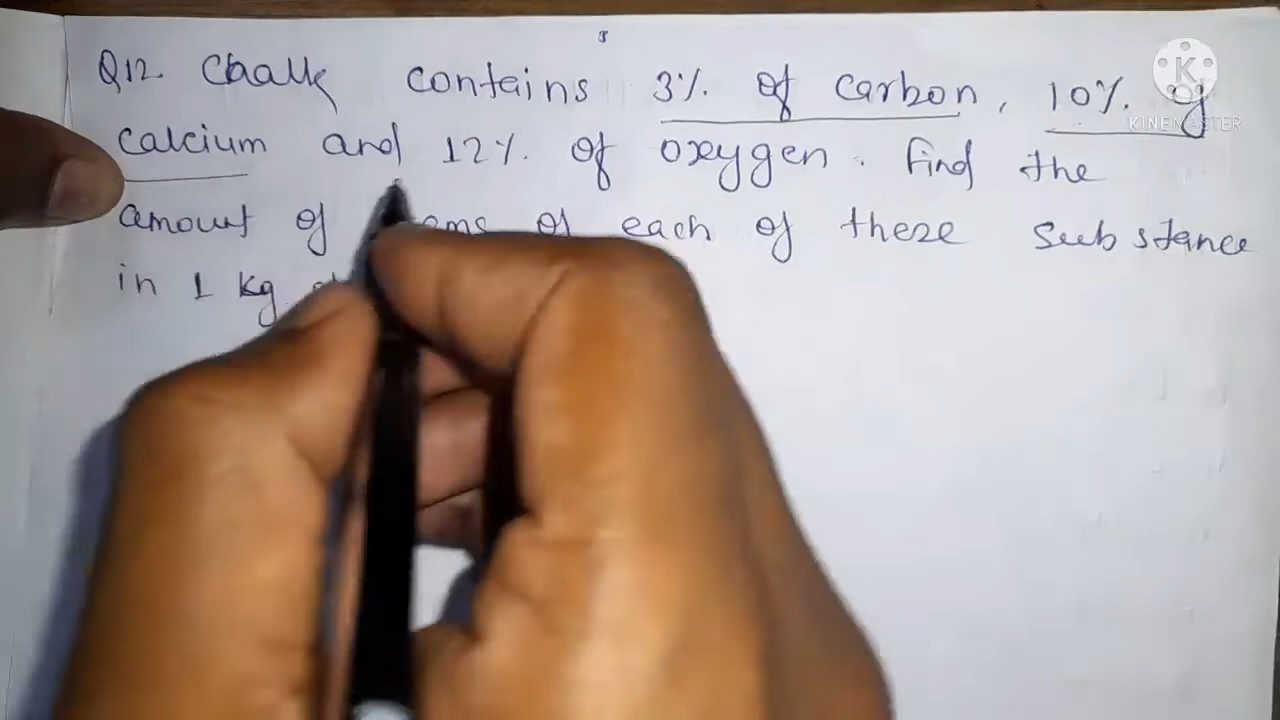 Q12. Chalk contains 3%. of carbon, 10%. of
calcium and 12%. of oxygen. Find the
amount of of each of these substance
in 1 kg
KINEMASTER